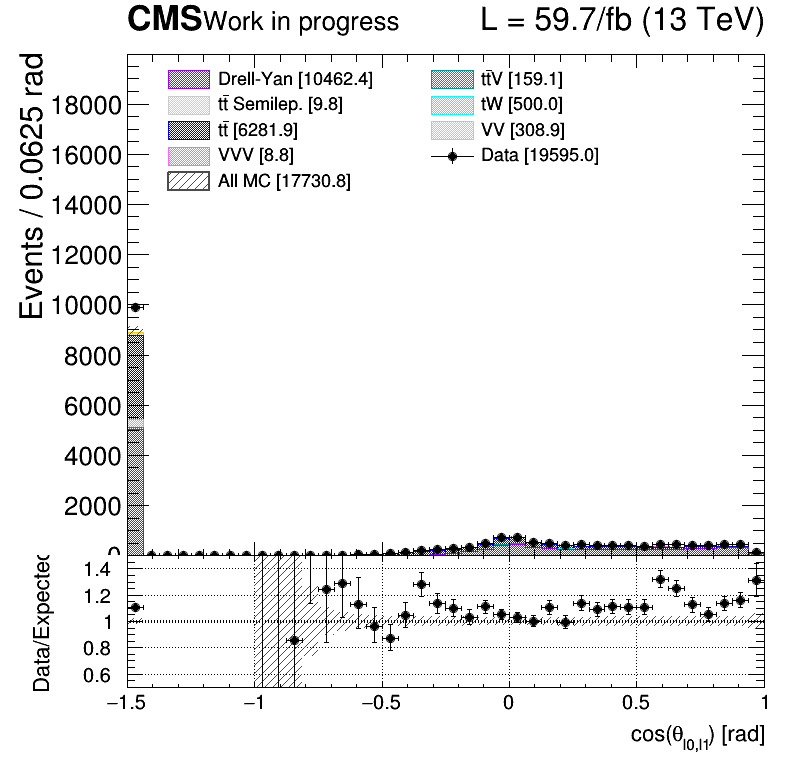 CMS Work in progress L = 59.7/fb (13 TeV)
Events / 0.0625 rad
Drell-Yan [10462.4]
tt̄ Semilep. [9.8]
tt̄ [6281.9]
VVV [8.8]
All MC [17730.8]
tt̄V [159.1]
tW [500.0]
VV [308.9]
Data [19595.0]
18000
16000
14000
12000
10000
8000
6000
4000
2000
0
Data/Expected
1.4
1.2
1
0.8
0.6
−1.5 −1 −0.5 0 0.5 1
cos(θl0,l1) [rad]